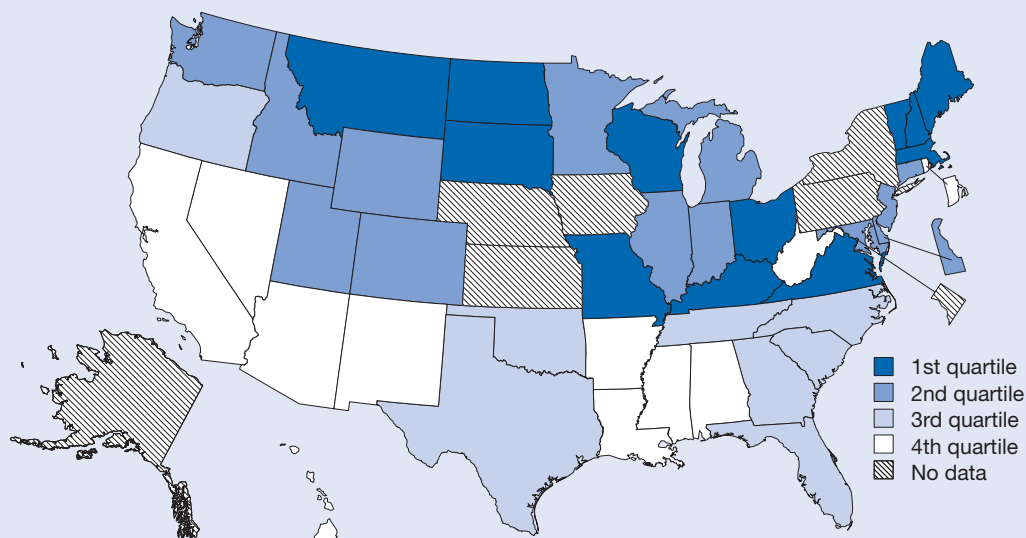 1st quartile
2nd quartile
3rd quartile
4th quartile
No data